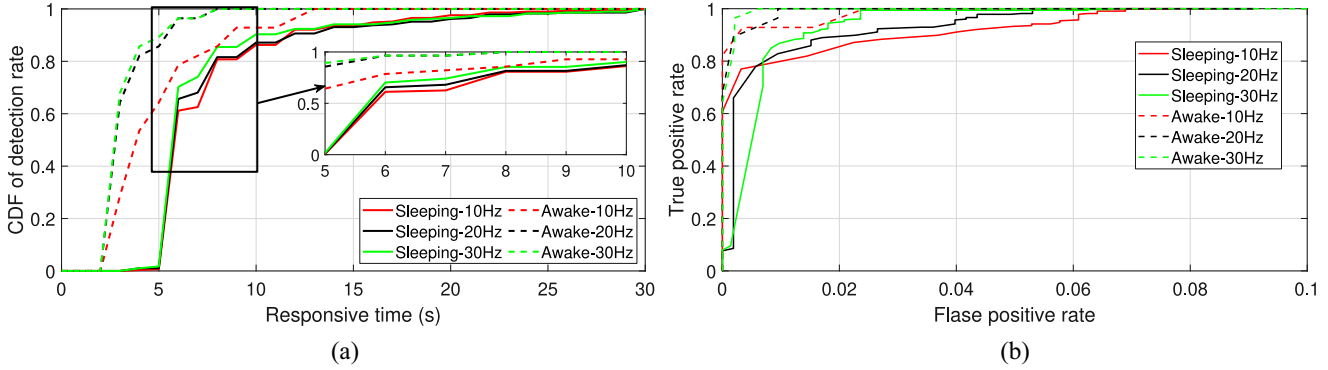 CDF of detection rate
1
0.8
0.6
0.4
0.2
0
0 5 10 15 20 25 30
Responsive time (s)
1
0.5
0
5 6 7 8 9 10
Sleeping-10Hz Awake-10Hz
Sleeping-20Hz Awake-20Hz
Sleeping-30Hz Awake-30Hz
(a)
True positive rate
1
0.8
0.6
0.4
0.2
0
0 0.02 0.04 0.06 0.08 0.1
Flase positive rate
Sleeping-10Hz
Sleeping-20Hz
Sleeping-30Hz
Awake-10Hz
Awake-20Hz
Awake-30Hz
(b)